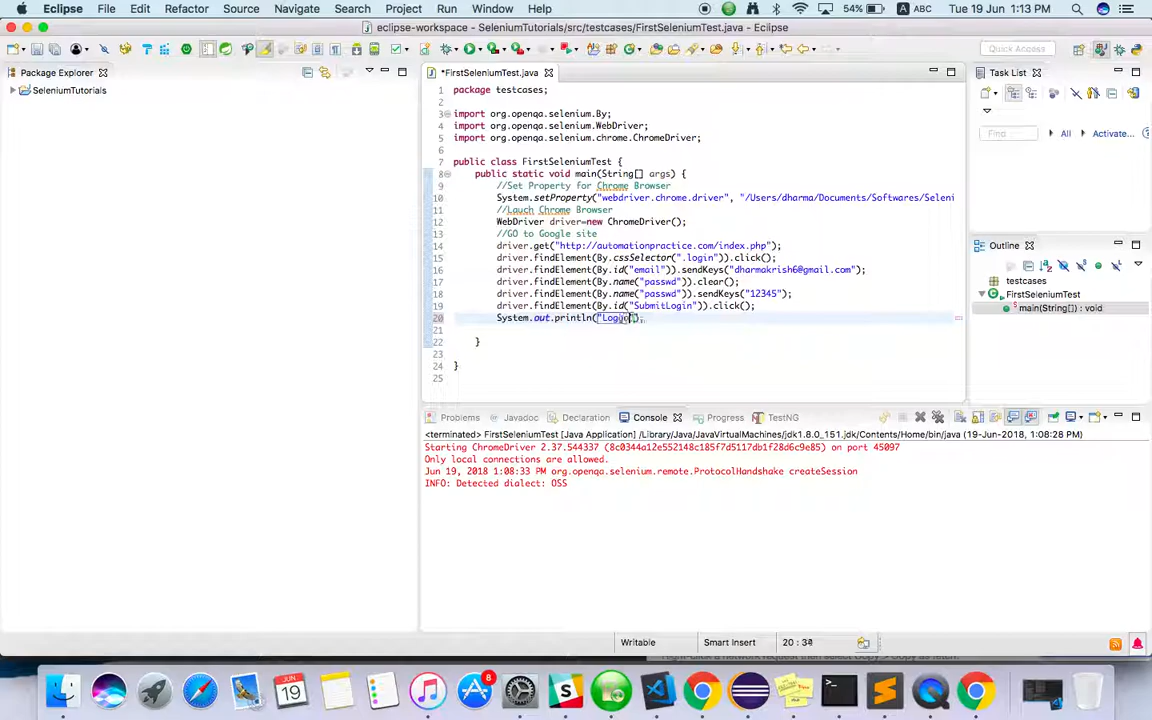 Eclipse File Edit Refactor Source Navigate Search Project Run Window Help 54% ABC Tue 19 Jun 1:13 PM
eclipse-workspace - SeleniumTutorials/src/testcases/FirstSeleniumTest.java - Eclipse
Quick Access
Package Explorer
SeleniumTutorials
*FirstSeleniumTest.java
1 package testcases;
2
3 import org.openqa.selenium.By;
4 import org.openqa.selenium.WebDriver;
5 import org.openqa.selenium.chrome.ChromeDriver;
6
7 public class FirstSeleniumTest {
8 public static void main(String[] args) {
9 //Set Property for Chrome Browser
10 System.setProperty("webdriver.chrome.driver", "/Users/dharma/Documents/Softwares/Seleni
11 //Lauch Chrome Browser
12 WebDriver driver=new ChromeDriver();
13 //GO to Google site
14 driver.get("http://automationpractice.com/index.php");
15 driver.findElement(By.cssSelector(".login")).click();
16 driver.findElement(By.id("email")).sendKeys("dharmakrish6@gmail.com");
17 driver.findElement(By.name("passwd")).clear();
18 driver.findElement(By.name("passwd")).sendKeys("12345");
19 driver.findElement(By.id("SubmitLogin")).click();
20
21
22 }
23
24 }
25
Task List
Find All Activate...
Outline
testcases
FirstSeleniumTest
main(String[]) : void
Problems Javadoc Declaration Console Progress TestNG
<terminated> FirstSeleniumTest [Java Application] /Library/Java/JavaVirtualMachines/jdk1.8.0_151.jdk/Contents/Home/bin/java (19-Jun-2018, 1:08:28 PM)
Starting ChromeDriver 2.37.544337 (8c0344a12e552148c185f7d5117db1f28d6c9e85) on port 45097
Only local connections are allowed.
Jun 19, 2018 1:08:33 PM org.openqa.selenium.remote.ProtocolHandshake createSession
INFO: Detected dialect: OSS
Writable Smart Insert
JUN
19
8